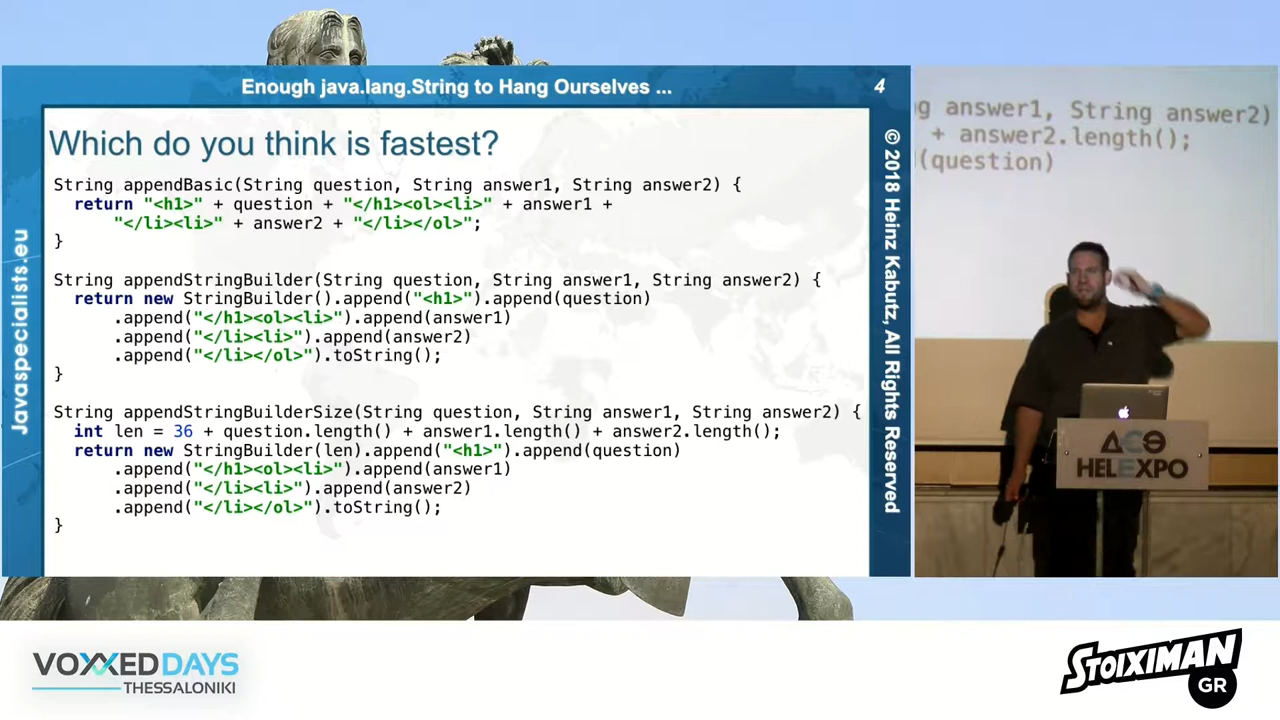 Enough java.lang.String to Hang Ourselves ...
4
Which do you think is fastest?
String appendBasic(String question, String answer1, String answer2) {
  return "<h1>" + question + "</h1><ol><li>" + answer1 +
      "</li><li>" + answer2 + "</li></ol>";
}
String appendStringBuilder(String question, String answer1, String answer2) {
  return new StringBuilder().append("<h1>").append(question)
      .append("</h1><ol><li>").append(answer1)
      .append("</li><li>").append(answer2)
      .append("</li></ol>").toString();
}
String appendStringBuilderSize(String question, String answer1, String answer2) {
  int len = 36 + question.length() + answer1.length() + answer2.length();
  return new StringBuilder(len).append("<h1>").append(question)
      .append("</h1><ol><li>").append(answer1)
      .append("</li><li>").append(answer2)
      .append("</li></ol>").toString();
}
Javaspecialists.eu
© 2018 Heinz Kabutz, All Rights Reserved
ng answer1, String answer2)
+ answer2.length();
(question)
ΔΕΘ
HELEXPO
VOXXED DAYS
THESSALONIKI
STOIXIMAN
GR